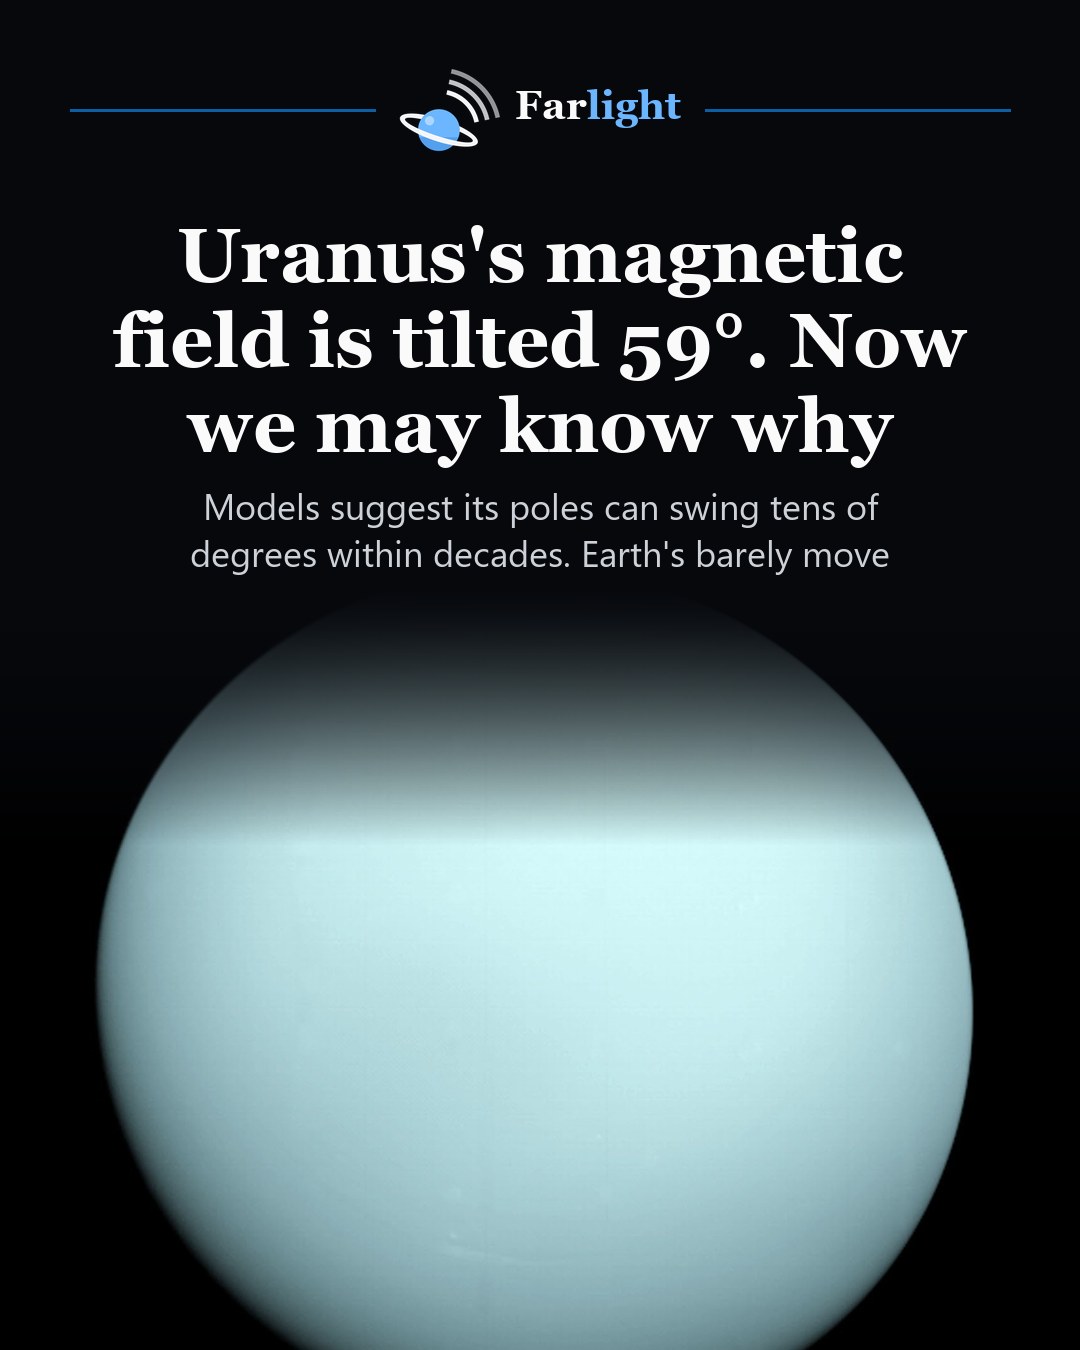 Farlight
Uranus's magnetic
field is tilted 59°. Now
we may know why
Models suggest its poles can swing tens of
degrees within decades. Earth's barely move